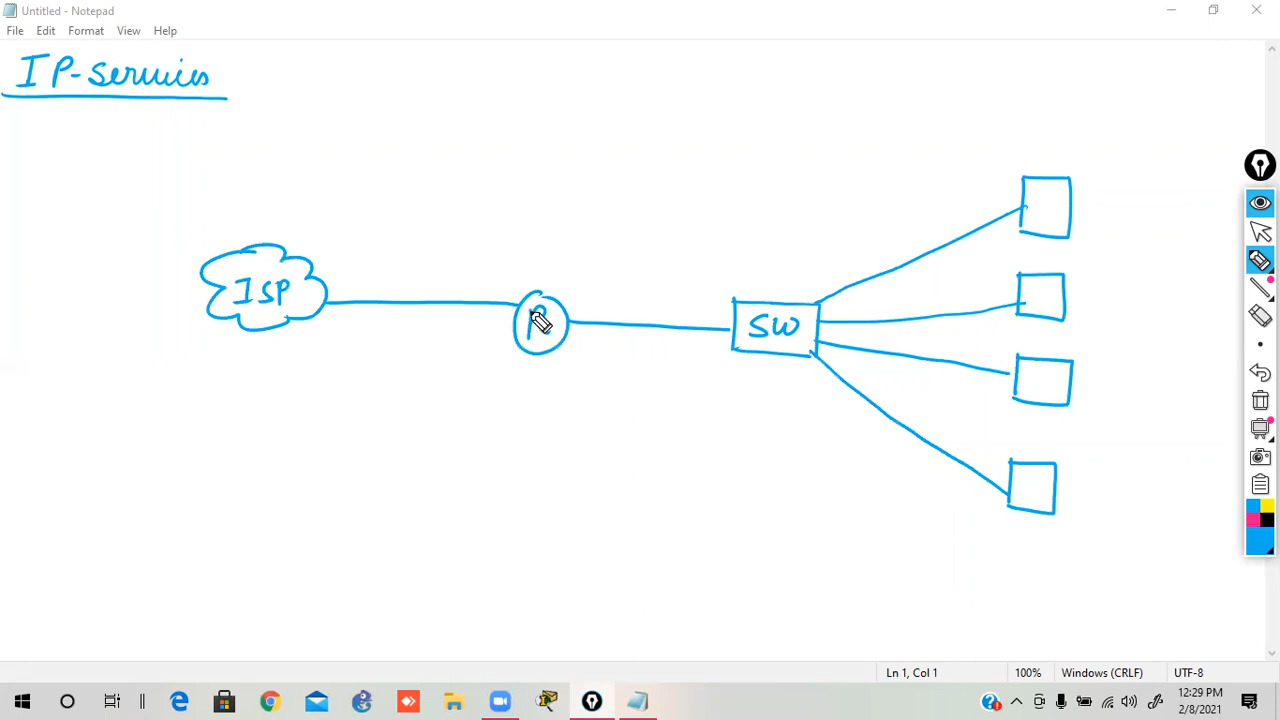 Untitled - Notepad
File Edit Format View Help
IP-services
ISP
R
SW
Ln 1, Col 1 100% Windows (CRLF) UTF-8
12:29 PM
2/8/2021